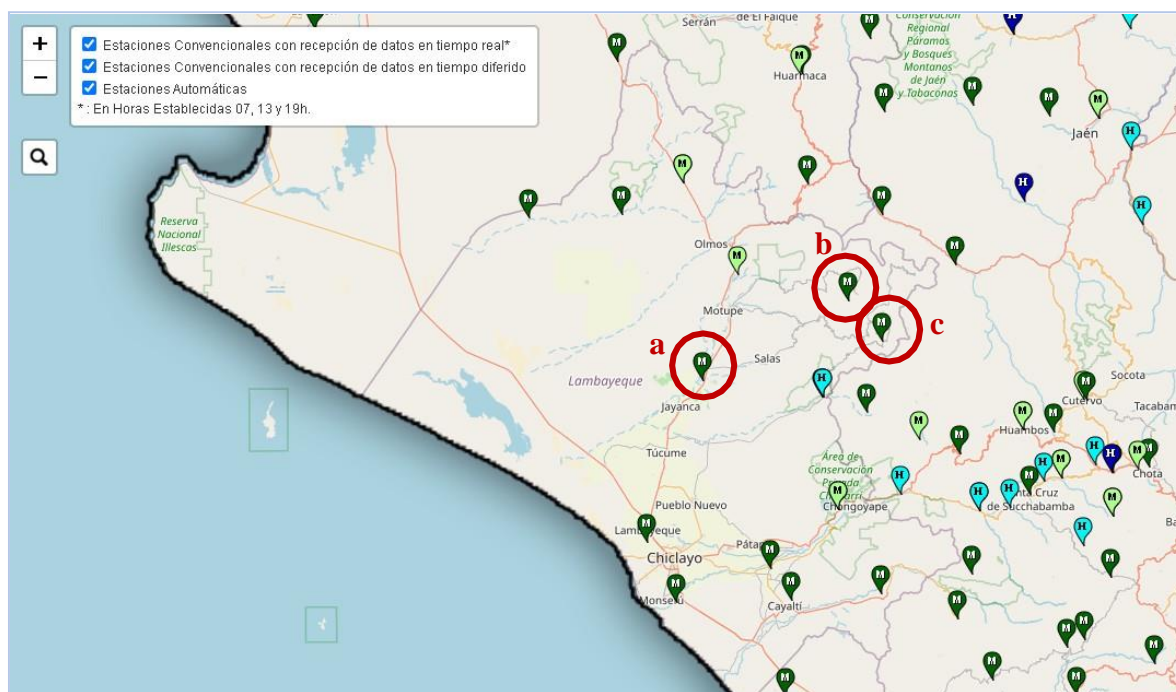 +
−
Estaciones Convencionales con recepción de datos en tiempo real*
Estaciones Convencionales con recepción de datos en tiempo diferido
Estaciones Automáticas
* : En Horas Establecidas 07, 13 y 19h.
Serrán
de El Faique
Conservación
Regional
Páramos
y Bosques
Montanos
de Jaén
y Tabaconas
Huarmaca
Jaén
Reserva
Nacional
Illescas
Olmos
b
Motupe
c
a
Salas
Lambayeque
Jayanca
Socota
Cutervo
Tacabam
Huambos
Túcume
Área de
Conservación
Privada
Chongoyape
Chota
Santa Cruz
de Succhabamba
Pueblo Nuevo
Lambayeque
Chiclayo
Monsefú
Cayaltí
M
H